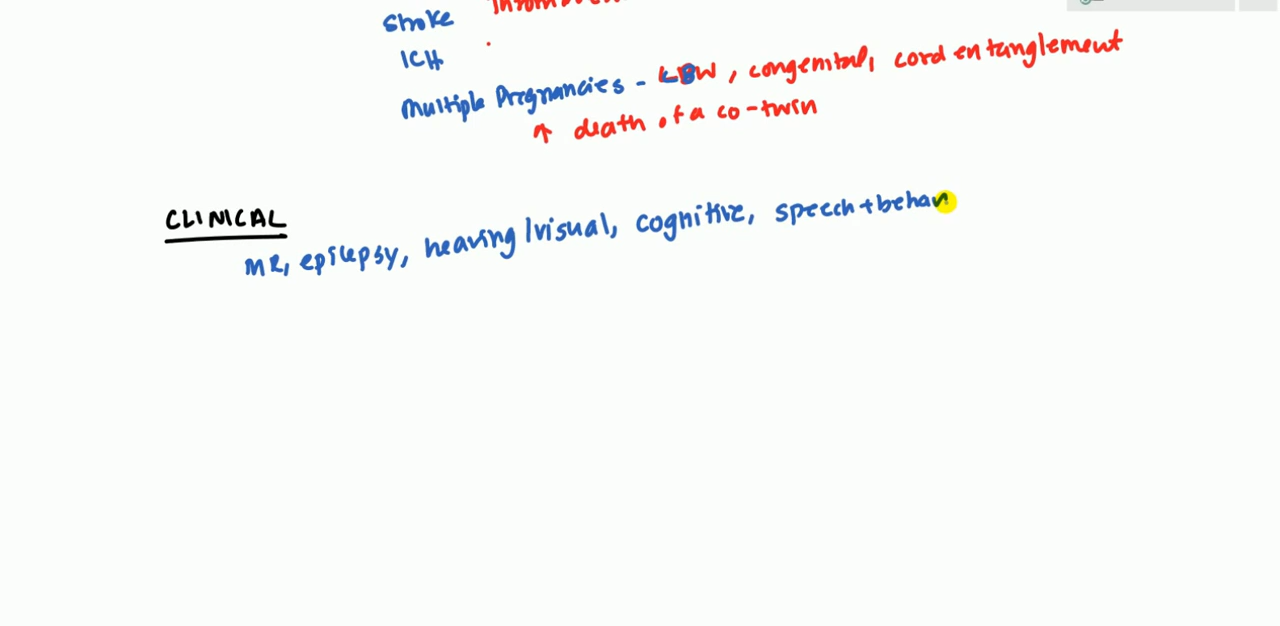 Stroke
ICH
Multiple Pregnancies - LBW, congenital, cord entanglement
↑ death of a co-twin
CLINICAL
MR, epilepsy, hearing/visual, cognitive, speech + behav